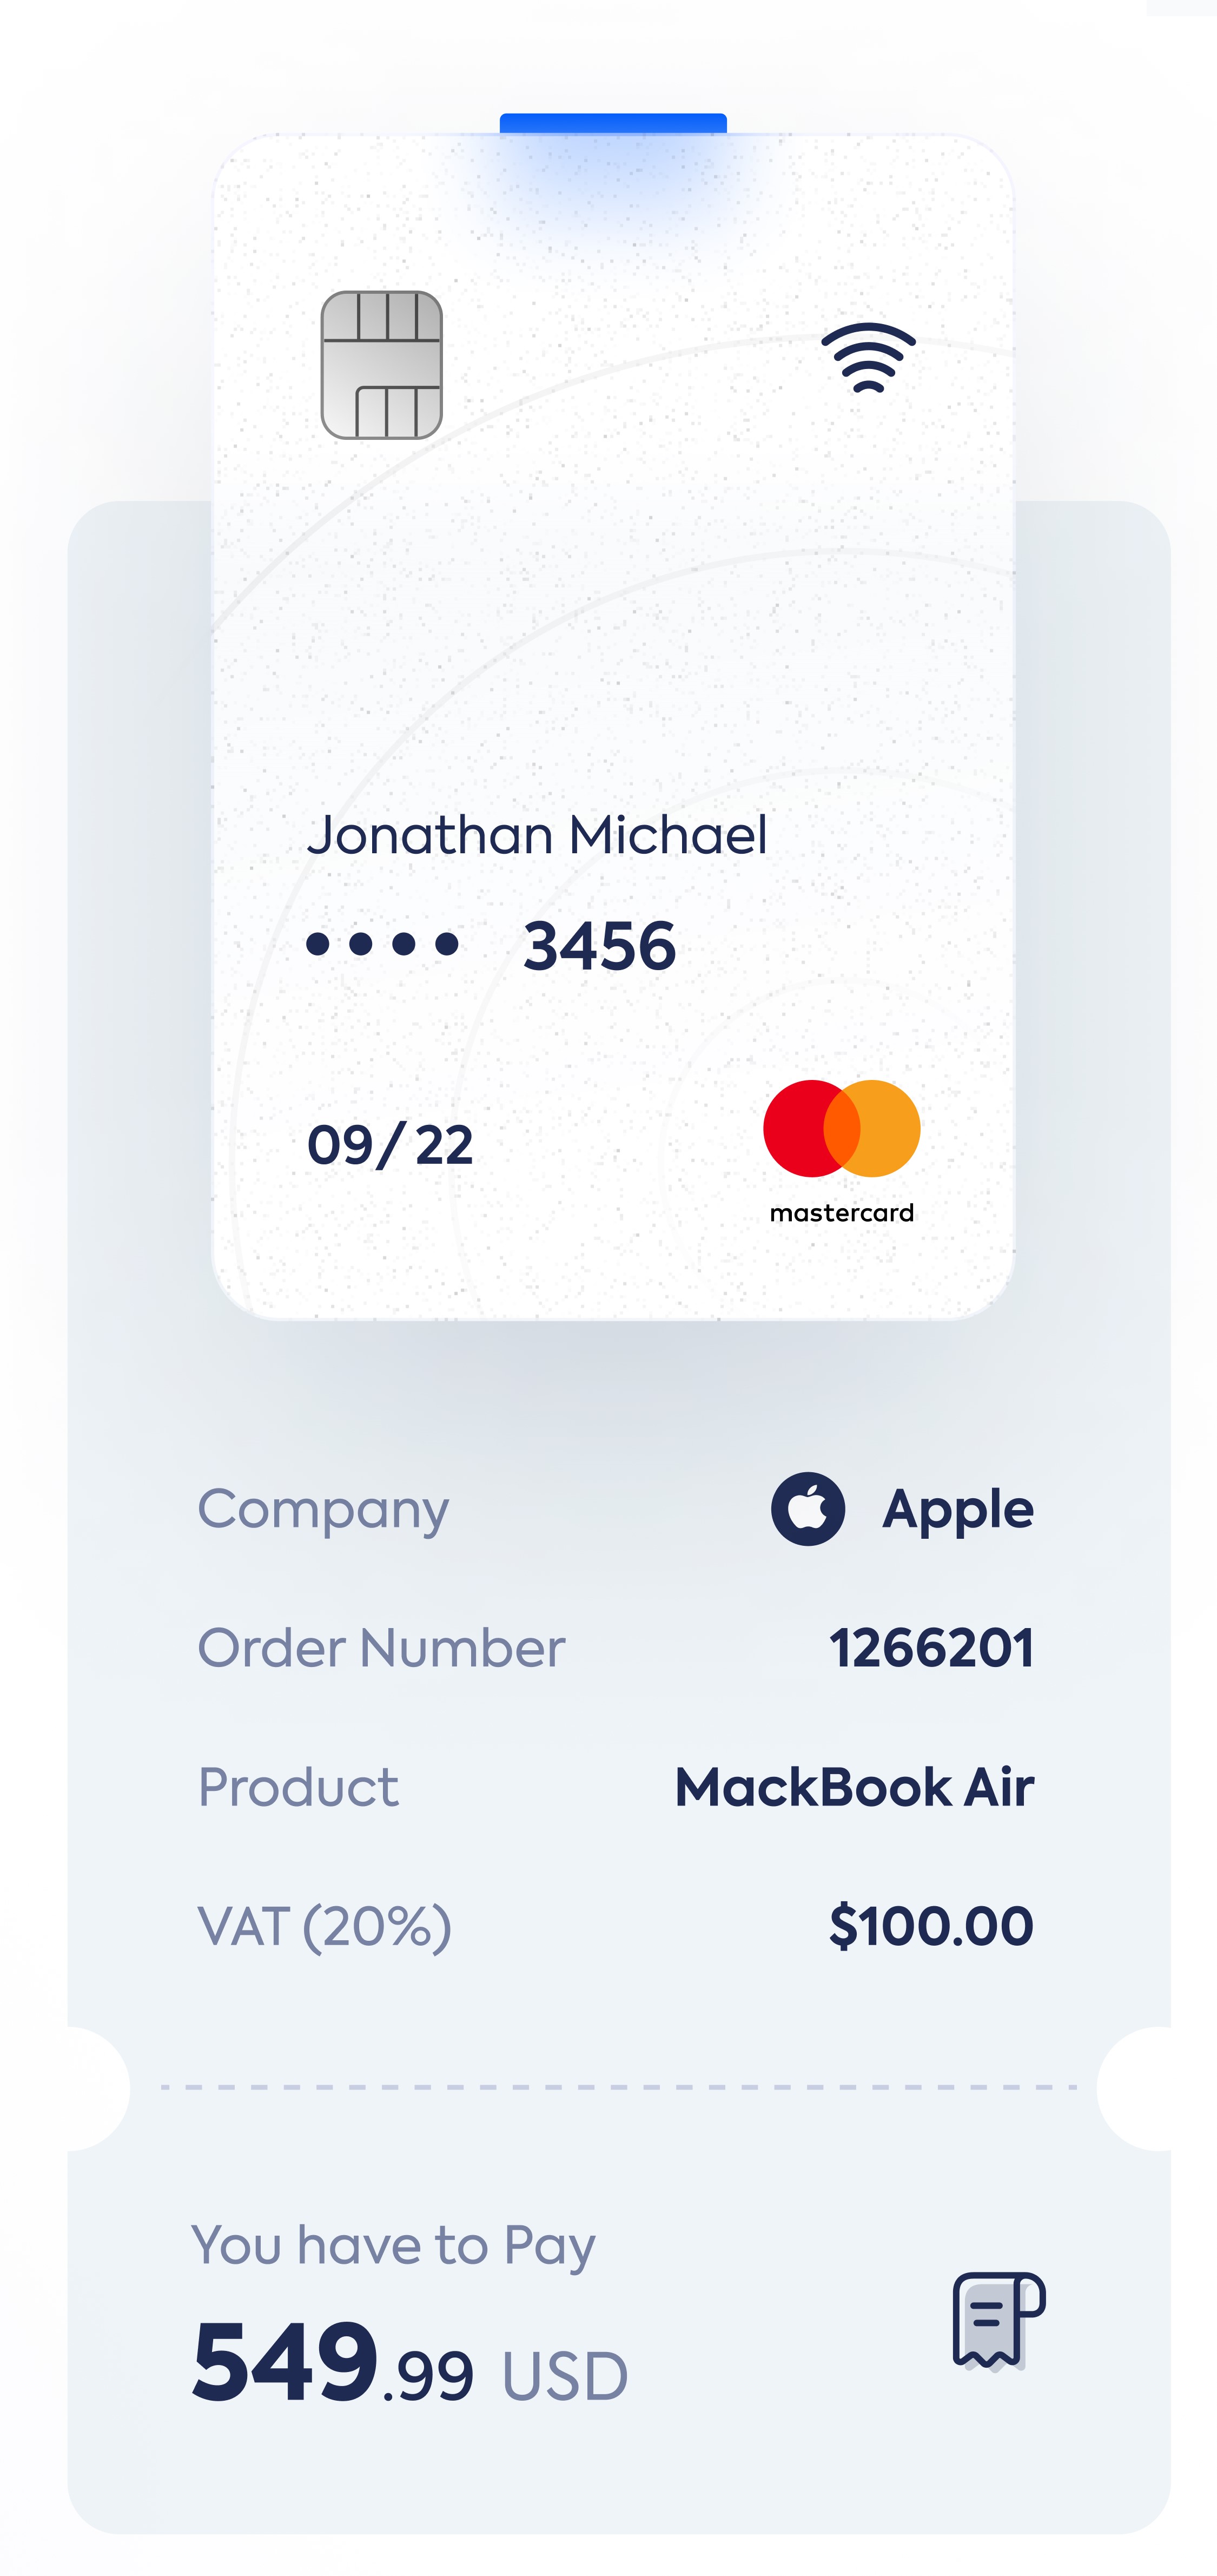 Jonathan Michael
•••• 3456
09/22
mastercard
Company Apple
Order Number 1266201
Product MackBook Air
VAT (20%) $100.00
You have to Pay
549.99 USD